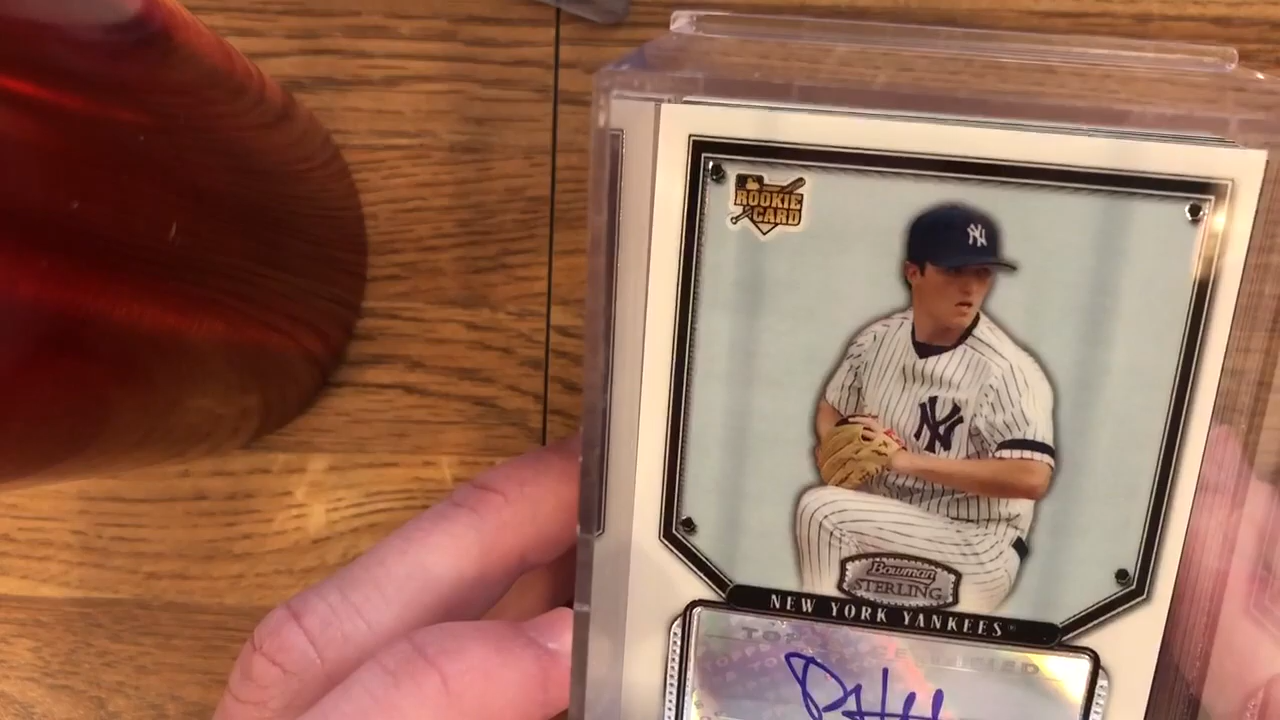 ROOKIE
CARD
NY
NY
Bowman
STERLING
NEW YORK YANKEES